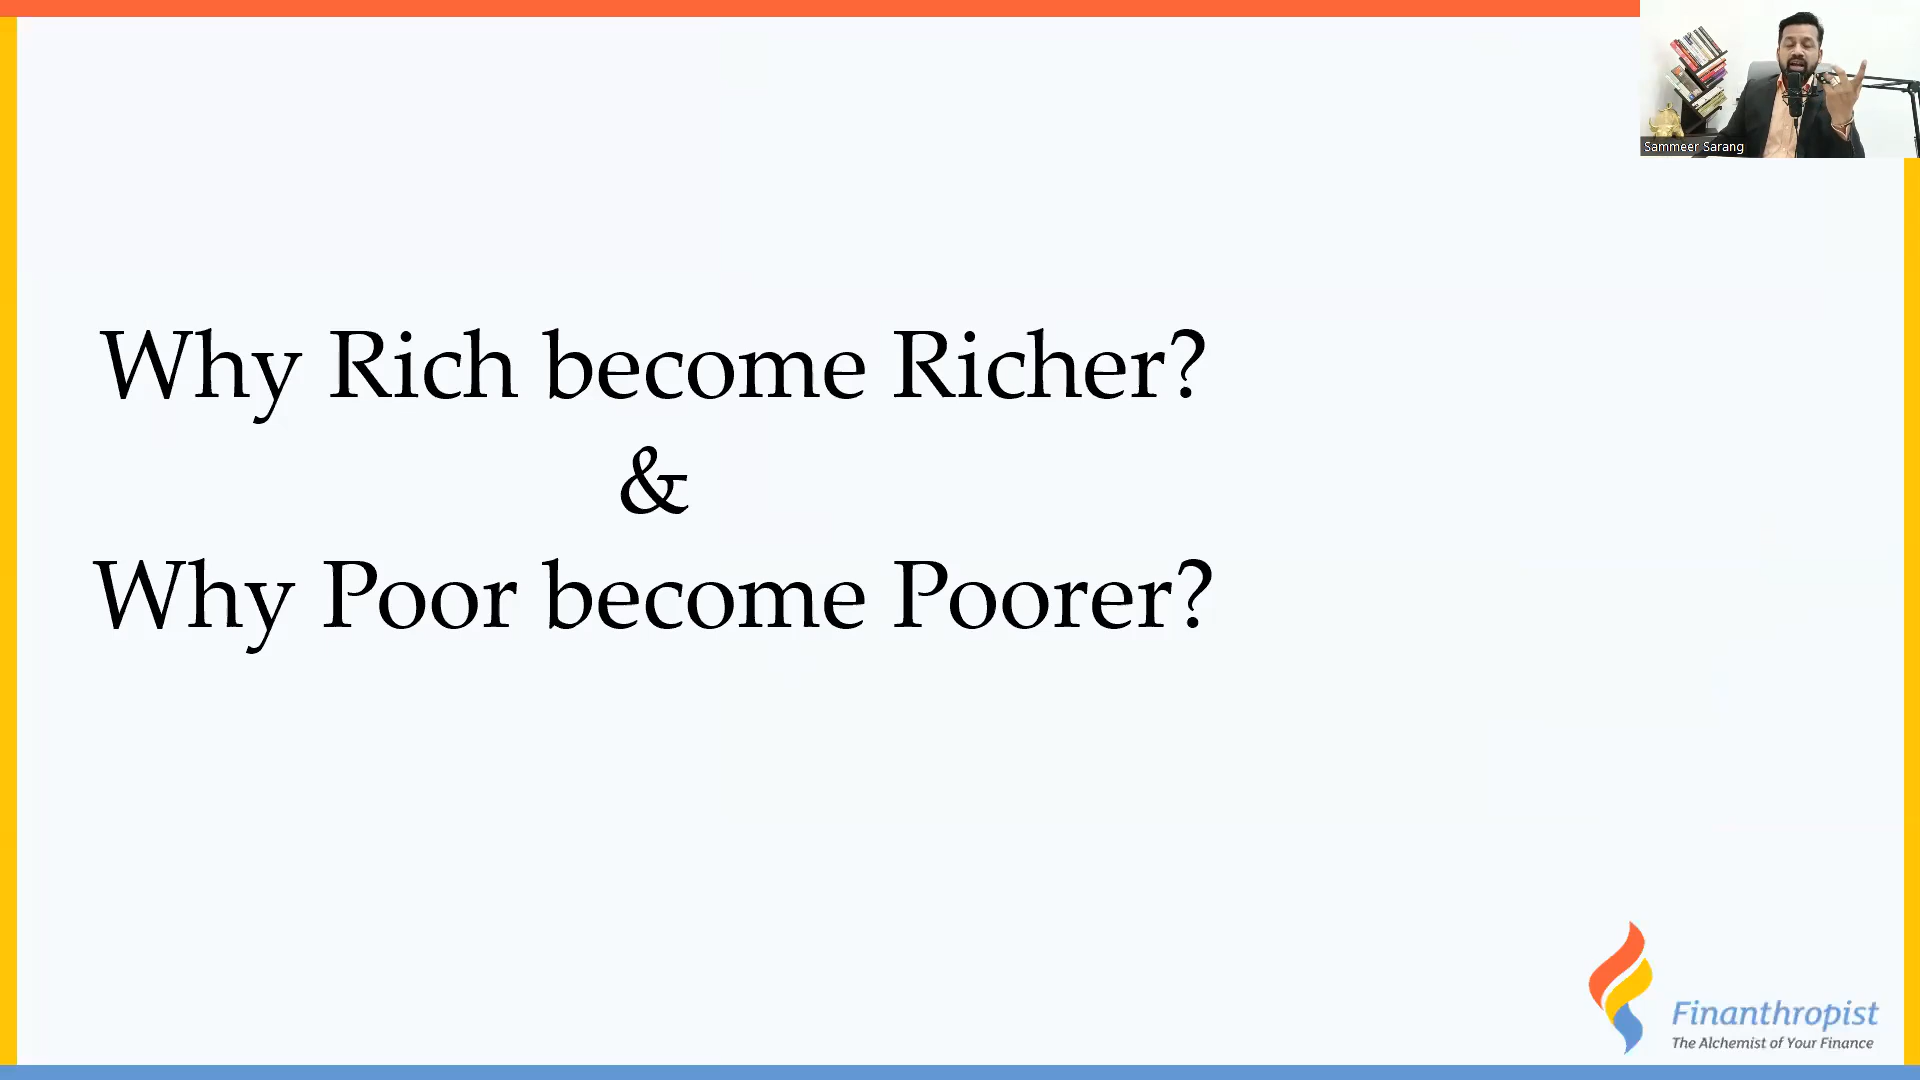 Sammeer Sarang
Why Rich become Richer?
&
Why Poor become Poorer?
Finanthropist
The Alchemist of Your Finance